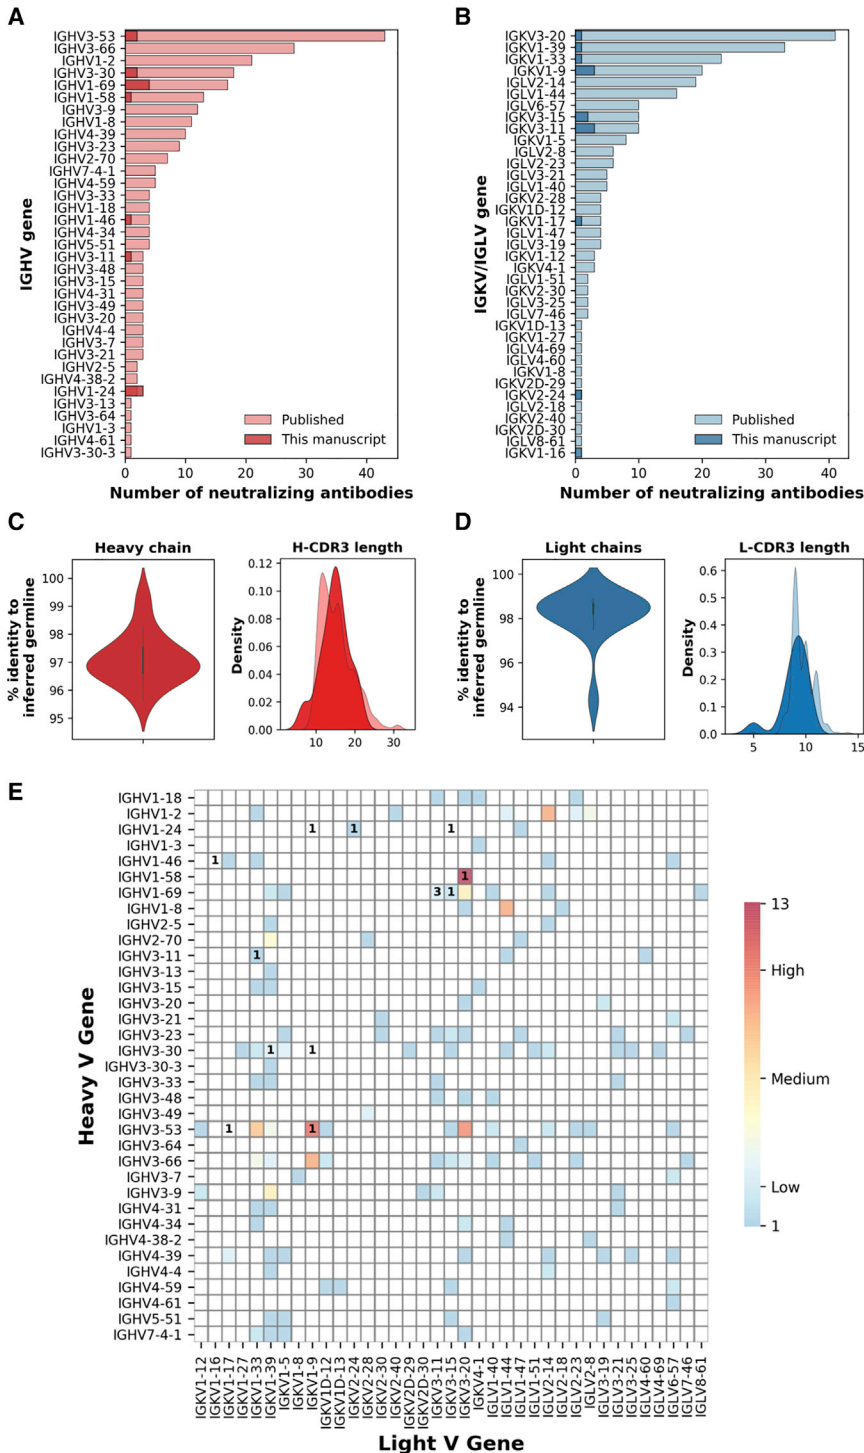 A
IGHV gene
IGHV3-53
IGHV3-66
IGHV1-2
IGHV3-30
IGHV1-69
IGHV1-58
IGHV3-9
IGHV1-8
IGHV4-39
IGHV3-23
IGHV2-70
IGHV7-4-1
IGHV4-59
IGHV3-33
IGHV1-18
IGHV1-46
IGHV4-34
IGHV5-51
IGHV3-11
IGHV3-48
IGHV3-15
IGHV4-31
IGHV3-49
IGHV3-20
IGHV4-4
IGHV3-7
IGHV3-21
IGHV2-5
IGHV4-38-2
IGHV1-24
IGHV3-13
IGHV3-64
IGHV1-3
IGHV4-61
IGHV3-30-3
Published
This manuscript
0 10 20 30 40
Number of neutralizing antibodies
B
IGKV/IGLV gene
IGKV3-20
IGKV1-39
IGKV1-33
IGKV1-9
IGLV2-14
IGLV1-44
IGLV6-57
IGKV3-15
IGKV3-11
IGKV1-5
IGLV2-8
IGLV2-23
IGLV3-21
IGLV1-40
IGKV2-28
IGKV1D-12
IGKV1-17
IGLV1-47
IGLV3-19
IGKV1-12
IGKV4-1
IGLV1-51
IGKV2-30
IGLV3-25
IGLV7-46
IGKV1D-13
IGKV1-27
IGLV4-69
IGLV4-60
IGKV1-8
IGKV2D-29
IGKV2-24
IGLV2-18
IGKV2-40
IGKV2D-30
IGLV8-61
IGKV1-16
Published
This manuscript
0 10 20 30 40
Number of neutralizing antibodies
C
Heavy chain
% identity to
inferred germline
100
99
98
97
96
95
H-CDR3 length
Density
0.12
0.10
0.08
0.06
0.04
0.02
0.00
10 20 30
D
Light chains
% identity to
inferred germline
100
98
96
94
L-CDR3 length
Density
0.6
0.5
0.4
0.3
0.2
0.1
0.0
5 10 15
E
Heavy V Gene
IGHV1-18
IGHV1-2
IGHV1-24 1 1 1
IGHV1-3
IGHV1-46 1
IGHV1-58 1
IGHV1-69 3 1
IGHV1-8
IGHV2-5
IGHV2-70
IGHV3-11 1
IGHV3-13
IGHV3-15
IGHV3-20
IGHV3-21
IGHV3-23
IGHV3-30 1 1
IGHV3-30-3
IGHV3-33
IGHV3-48
IGHV3-49
IGHV3-53 1 1
IGHV3-64
IGHV3-66
IGHV3-7
IGHV3-9
IGHV4-31
IGHV4-34
IGHV4-38-2
IGHV4-39
IGHV4-4
IGHV4-59
IGHV4-61
IGHV5-51
IGHV7-4-1
IGKV1-12
IGKV1-16
IGKV1-17
IGKV1-27
IGKV1-33
IGKV1-39
IGKV1-5
IGKV1-8
IGKV1-9
IGKV1D-12
IGKV1D-13
IGKV2-24
IGKV2-28
IGKV2-30
IGKV2-40
IGKV2D-29
IGKV2D-30
IGKV3-11
IGKV3-15
IGKV3-20
IGKV4-1
IGLV1-40
IGLV1-44
IGLV1-47
IGLV1-51
IGLV2-14
IGLV2-18
IGLV2-23
IGLV2-8
IGLV3-19
IGLV3-21
IGLV3-25
IGLV4-60
IGLV4-69
IGLV6-57
IGLV7-46
IGLV8-61
Light V Gene
13
High
Medium
Low
1